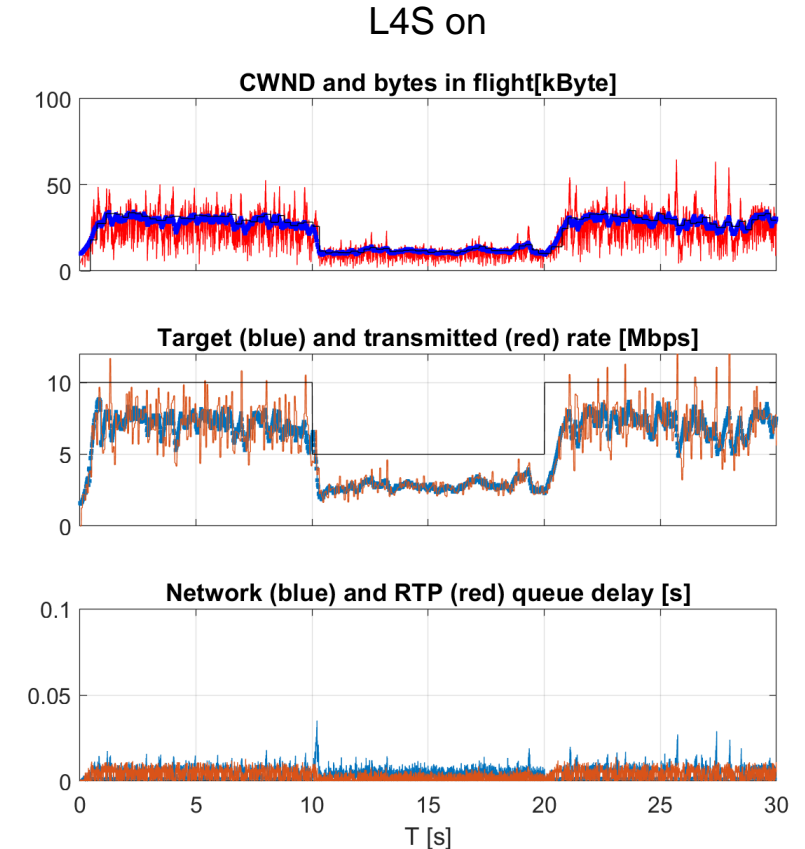 L4S on
CWND and bytes in flight[kByte]
100
50
0
Target (blue) and transmitted (red) rate [Mbps]
10
5
0
Network (blue) and RTP (red) queue delay [s]
0.1
0.05
0
0 5 10 15 20 25 30
T [s]